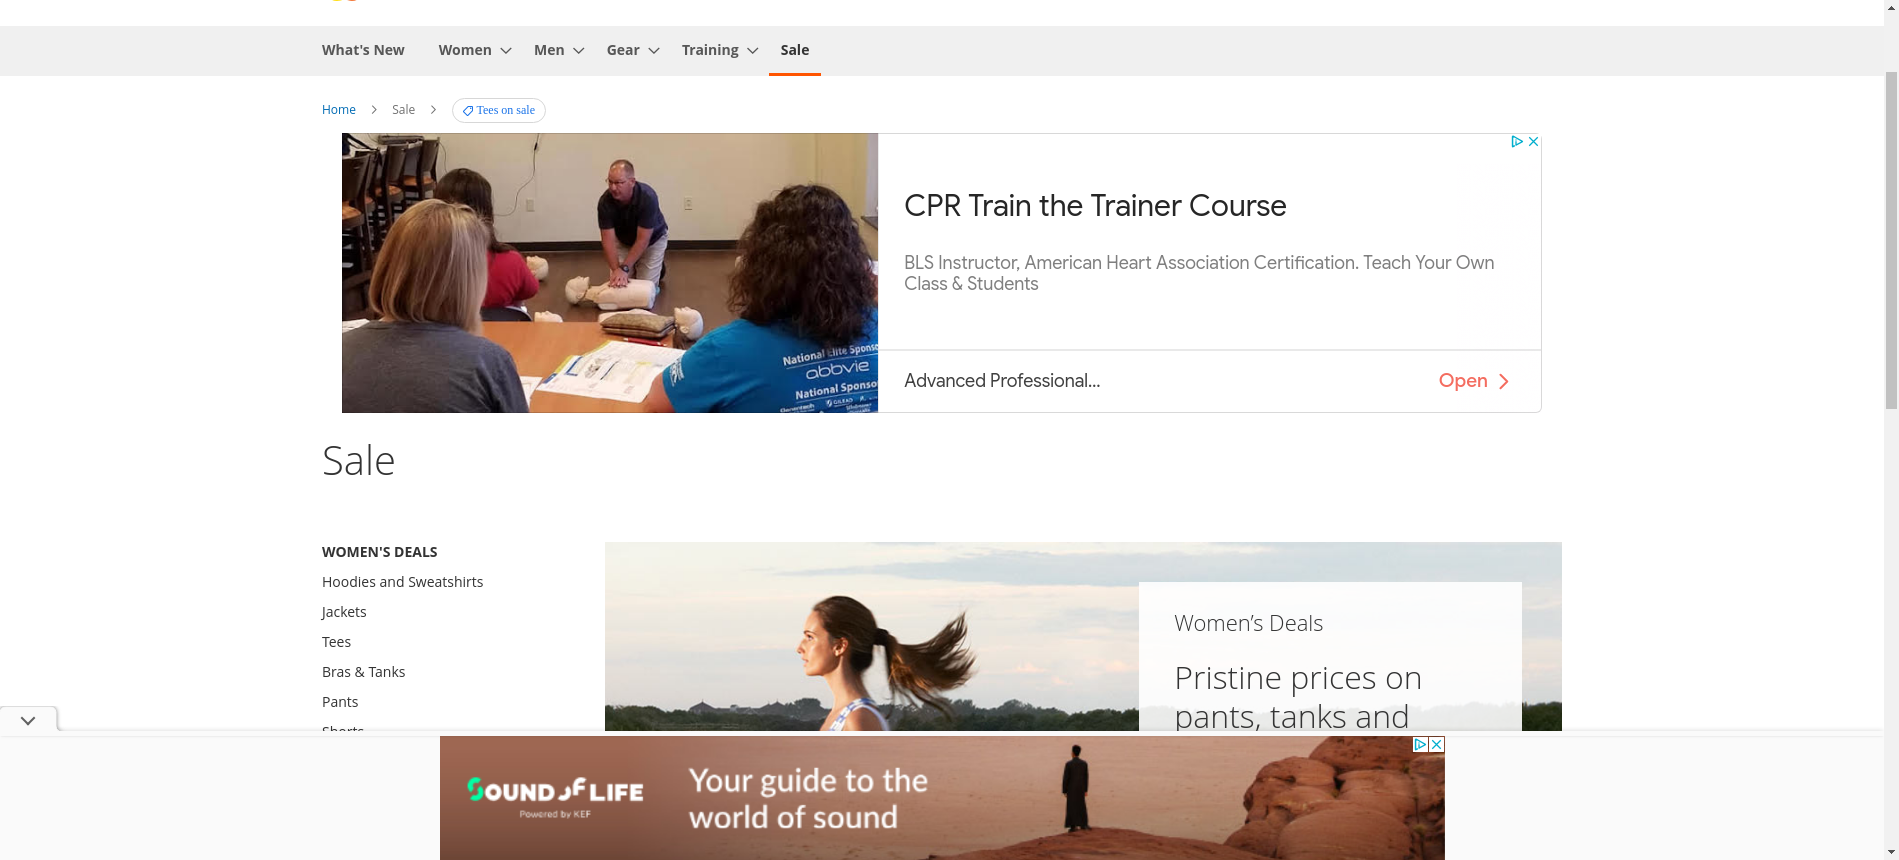 What's New
Women
Men
Gear
Training
Sale
Home
Sale
Tees on sale
CPR Train the Trainer Course
BLS Instructor, American Heart Association Certification. Teach Your Own
Class & Students
National Elite Sponso
abbvie
National Sponso
Advanced Professional...
Open
Sale
WOMEN'S DEALS
Hoodies and Sweatshirts
Jackets
Tees
Bras & Tanks
Pants
Shorts
Women's Deals
Pristine prices on
pants, tanks and
SOUND OF LIFE
Powered by KEF
Your guide to the
world of sound